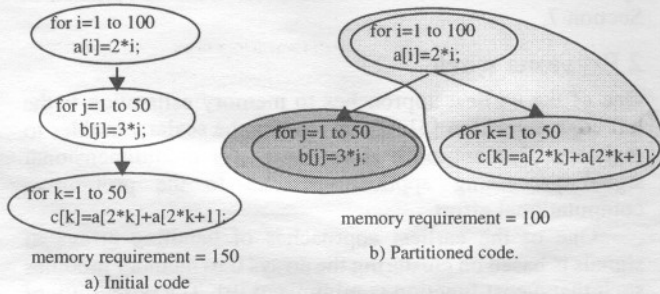 for i=1 to 100
a[i]=2*i;
for j=1 to 50
b[j]=3*j;
for k=1 to 50
c[k]=a[2*k]+a[2*k+1];
memory requirement = 150
a) Initial code
for i=1 to 100
a[i]=2*i;
for j=1 to 50
b[j]=3*j;
for k=1 to 50
c[k]=a[2*k]+a[2*k+1];
memory requirement = 100
b) Partitioned code.